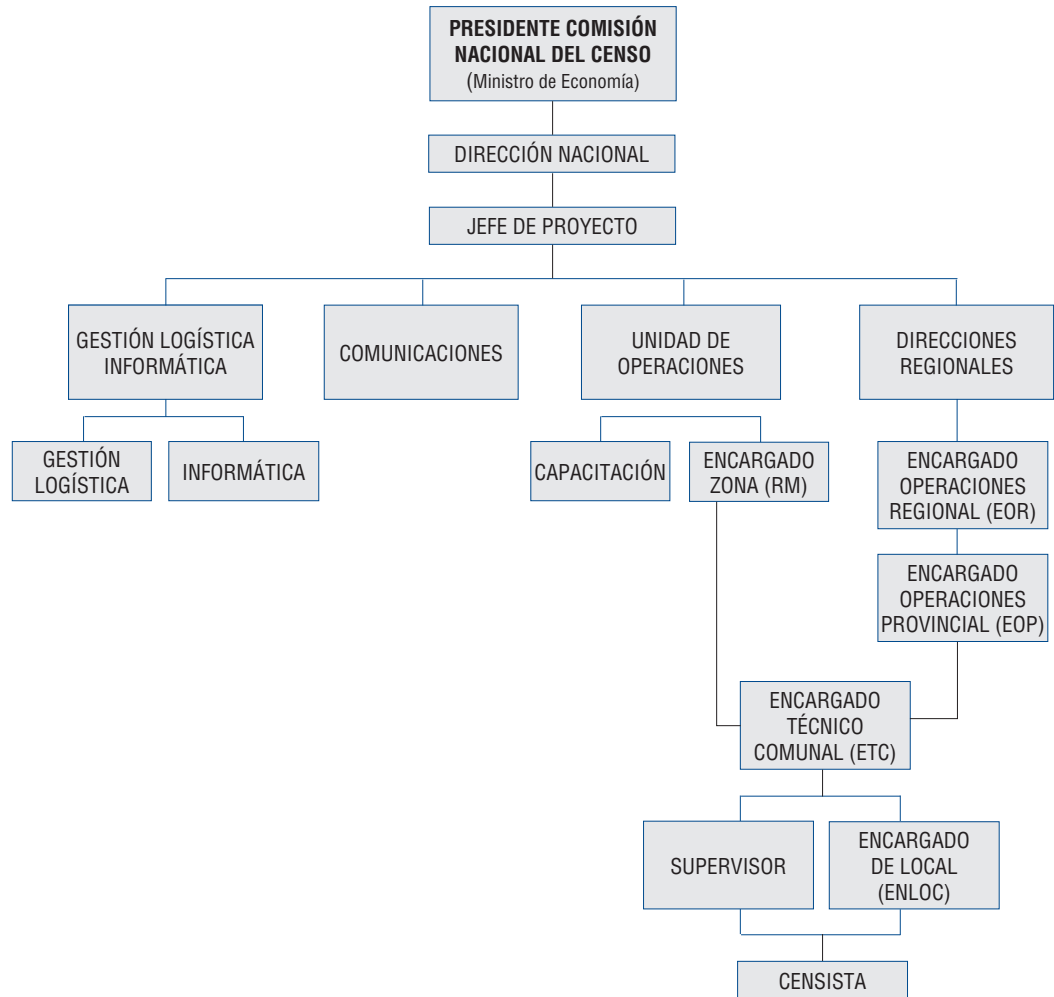 PRESIDENTE COMISIÓN
NACIONAL DEL CENSO
(Ministro de Economía)
DIRECCIÓN NACIONAL
JEFE DE PROYECTO
GESTIÓN LOGÍSTICA
INFORMÁTICA
COMUNICACIONES
UNIDAD DE
OPERACIONES
DIRECCIONES
REGIONALES
GESTIÓN
LOGÍSTICA
INFORMÁTICA
CAPACITACIÓN
ENCARGADO
ZONA (RM)
ENCARGADO
OPERACIONES
REGIONAL (EOR)
ENCARGADO
OPERACIONES
PROVINCIAL (EOP)
ENCARGADO
TÉCNICO
COMUNAL (ETC)
SUPERVISOR
ENCARGADO
DE LOCAL
(ENLOC)
CENSISTA